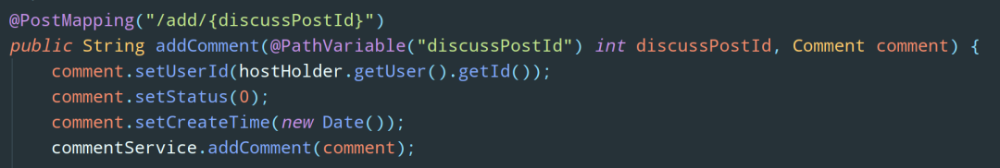 @PostMapping("/add/{discussPostId}")
public String addComment(@PathVariable("discussPostId") int discussPostId, Comment comment) {
    comment.setUserId(hostHolder.getUser().getId());
    comment.setStatus(0);
    comment.setCreateTime(new Date());
    commentService.addComment(comment);